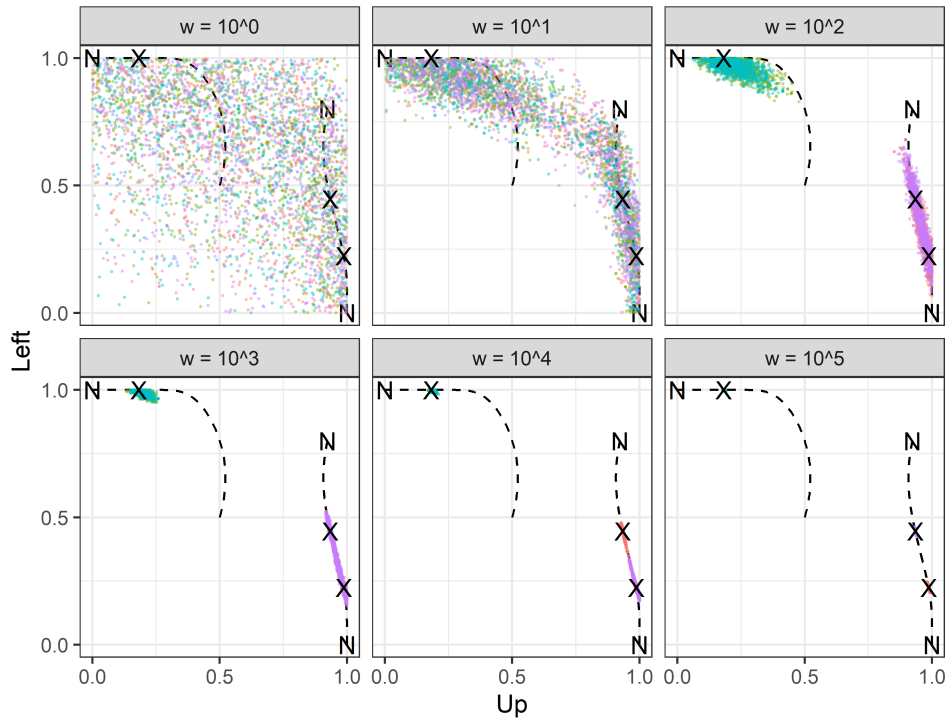 w = 10^0 w = 10^1 w = 10^2
1.0 N X N X N X
N N N
0.5 X X X
X X X
0.0 N N N
Left
w = 10^3 w = 10^4 w = 10^5
1.0 N X N X N X
N N N
0.5 X X X
X X X
0.0 N N N
0.0 0.5 1.0 0.0 0.5 1.0 0.0 0.5 1.0
Up